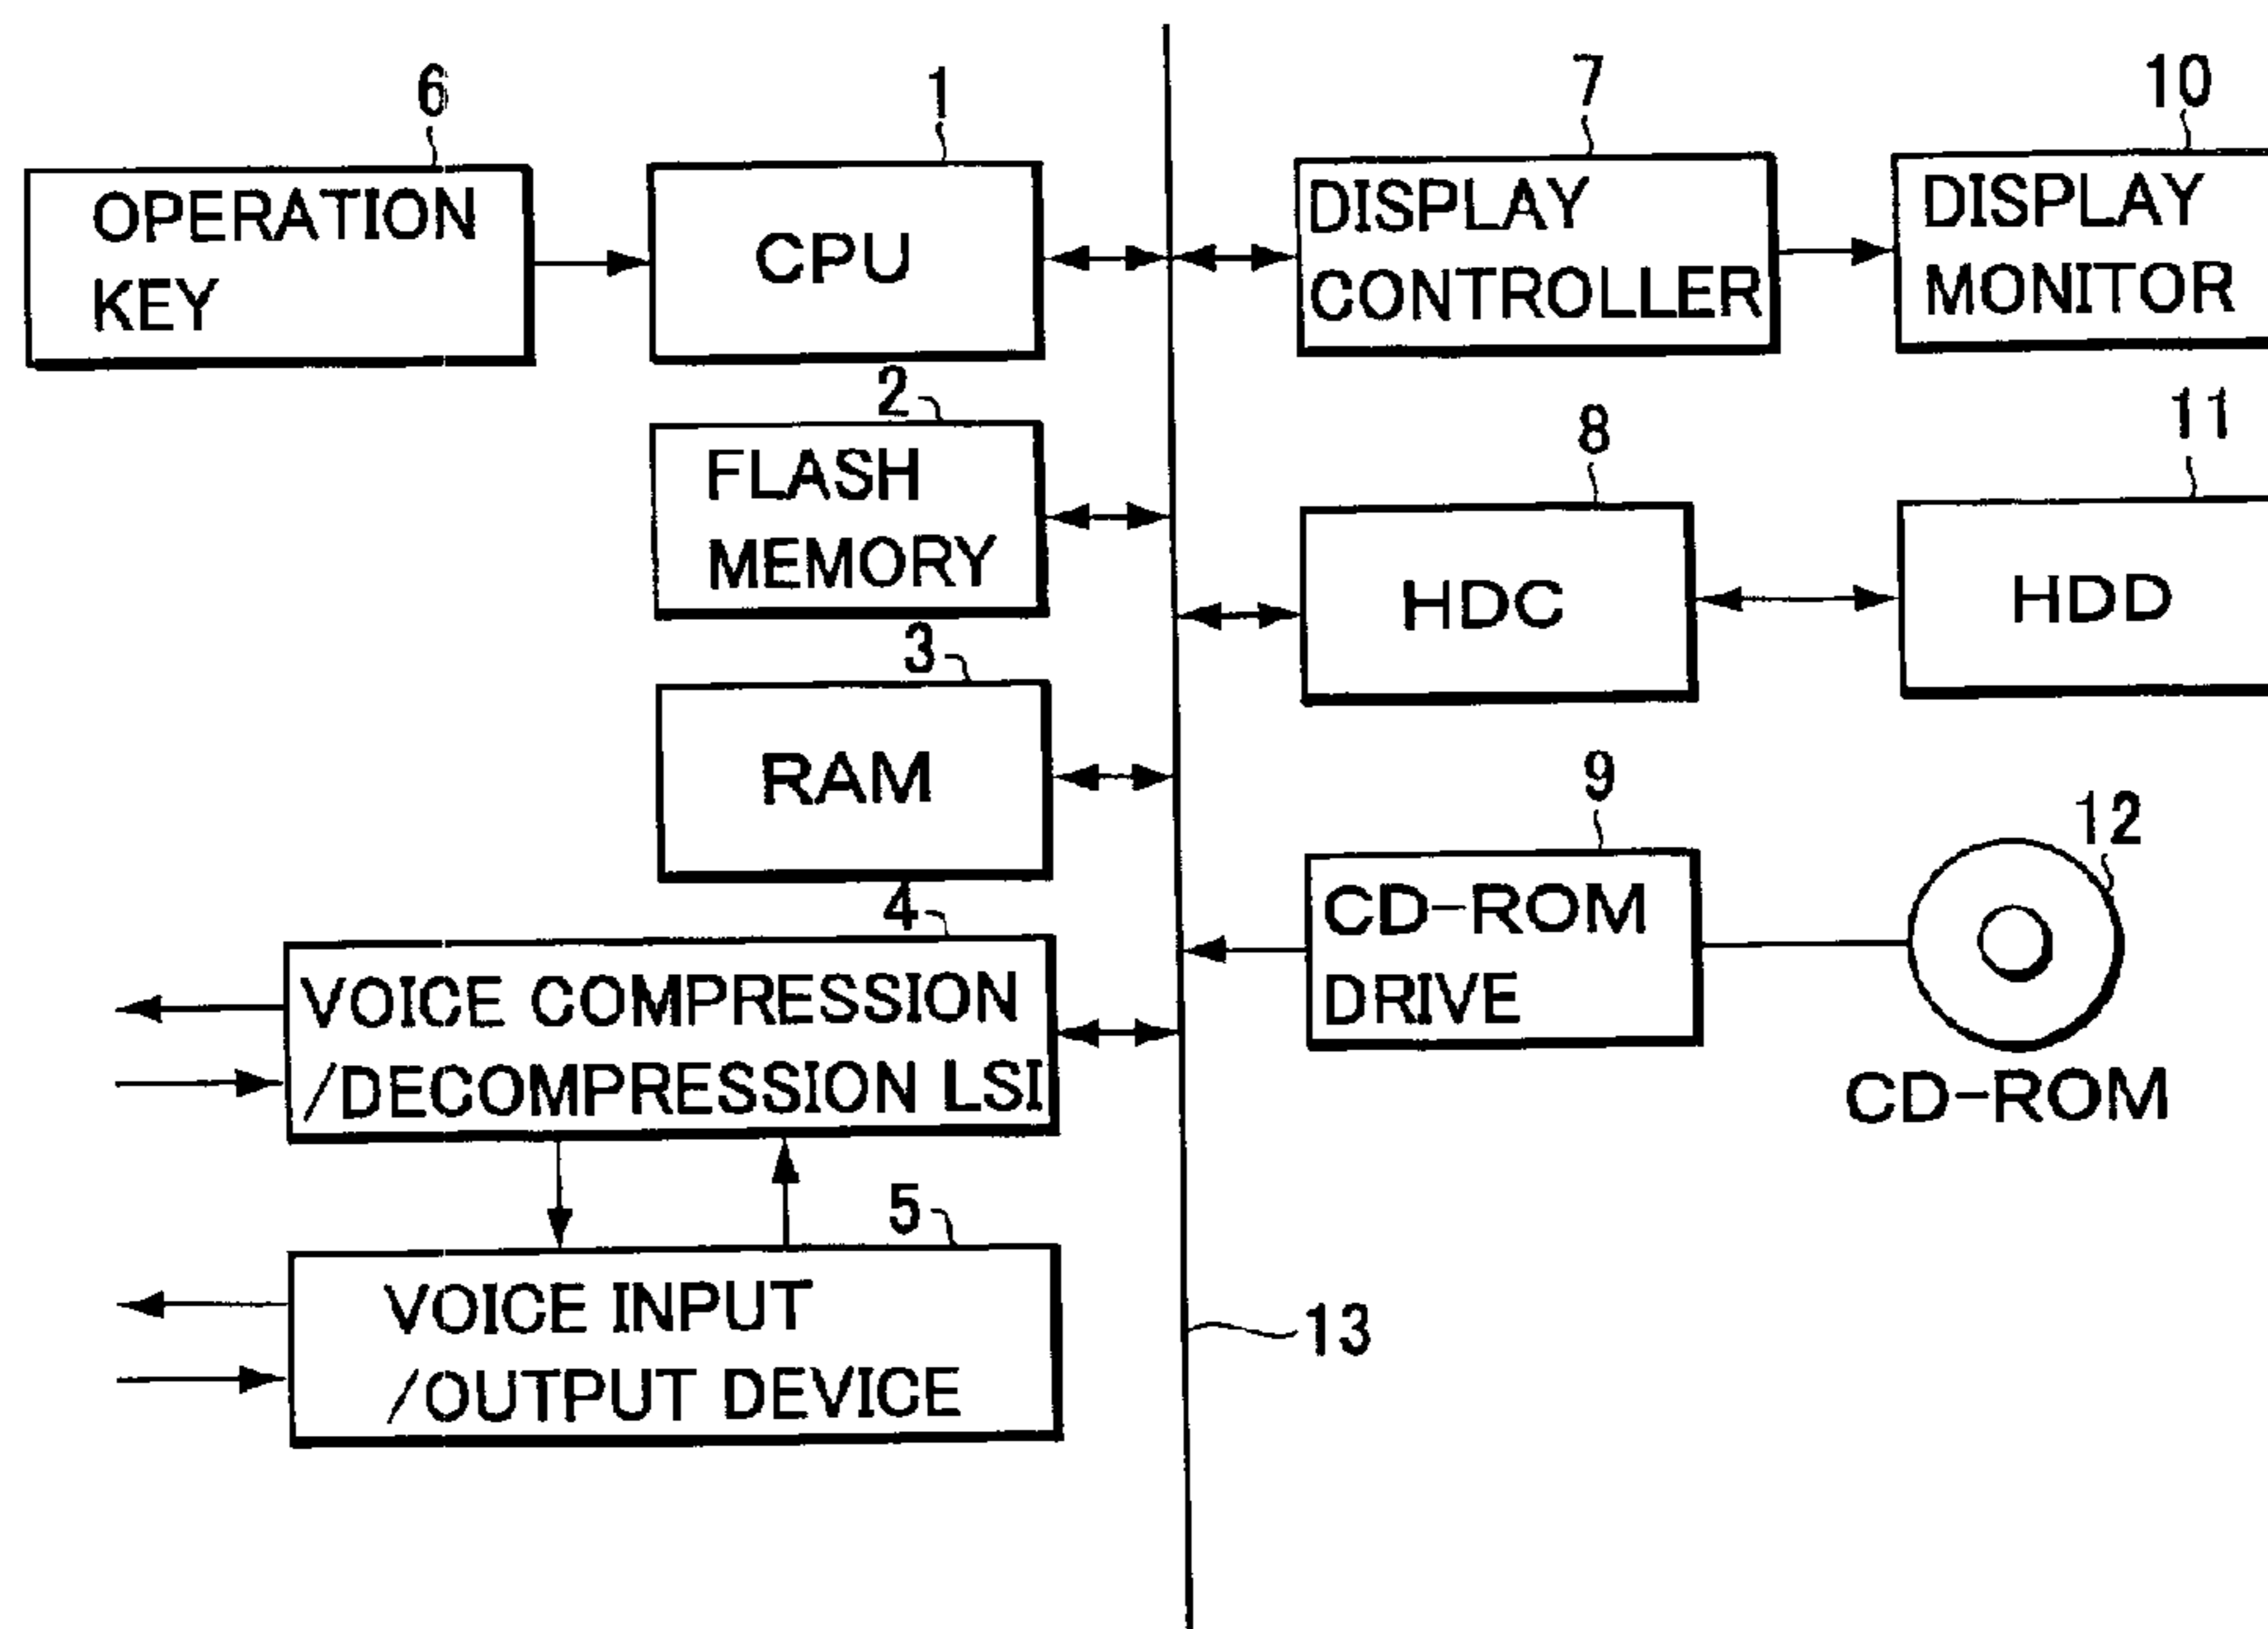 6
OPERATION
KEY
1
CPU
7
DISPLAY
CONTROLLER
10
DISPLAY
MONITOR
2
FLASH
MEMORY
8
HDC
11
HDD
3
RAM
9
CD-ROM
DRIVE
12
CD-ROM
4
VOICE COMPRESSION
/DECOMPRESSION LSI
5
VOICE INPUT
/OUTPUT DEVICE
13